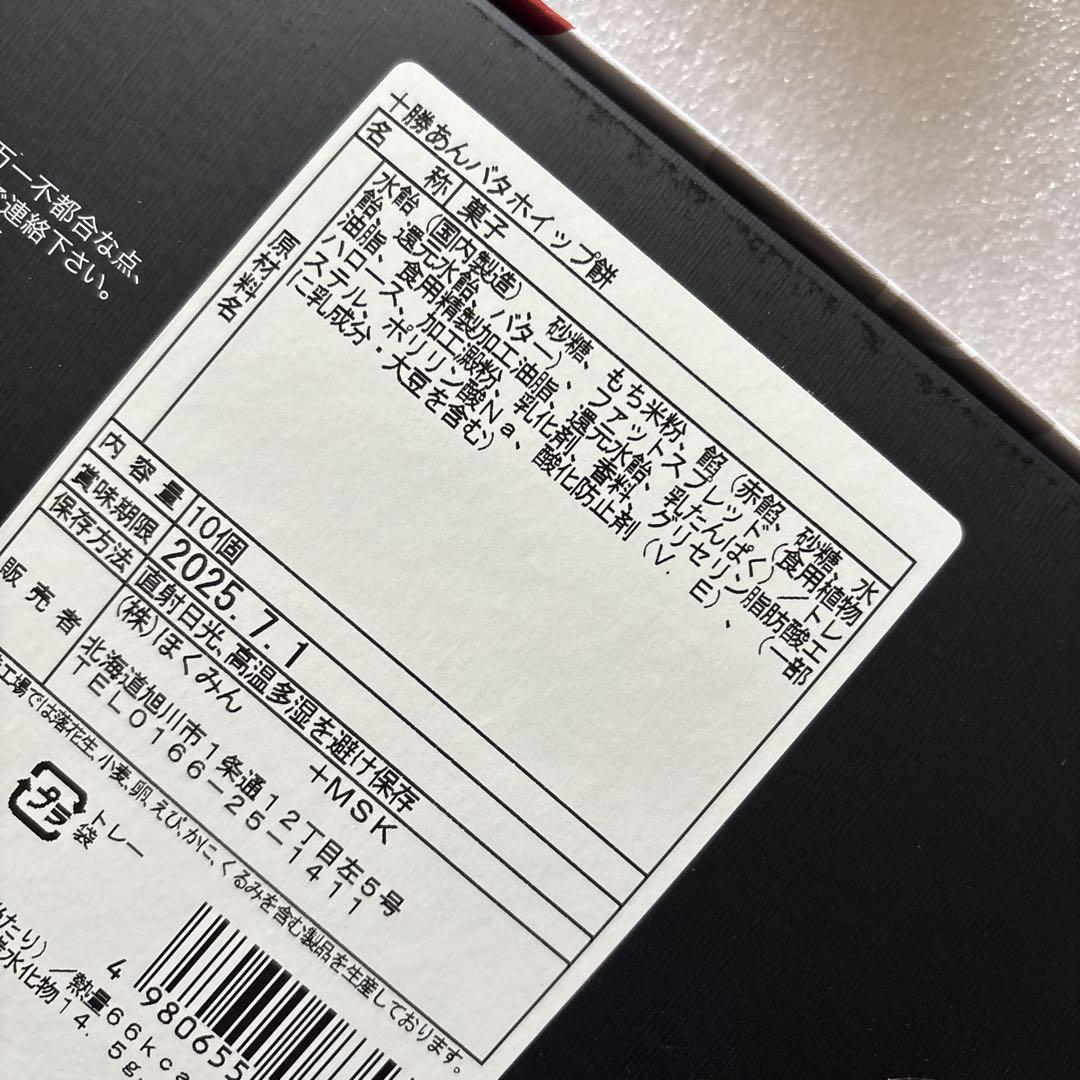 万一不都合な点、
ご連絡下さい。
十勝あんバタホイップ餅
名 称 菓子
原材料名
水飴(国内製造)、砂糖、もち米粉、餡(赤餡、砂糖、水
飴、還元水飴、バター)、ファットスプレッド(食用植物
油脂、食用精製加工油脂、還元水飴、乳たんぱく)/トレ
ハロース、加工澱粉、乳化剤、香料、グリセリン脂肪酸エ
ステル、ポリリン酸Na、酸化防止剤(V.E)、(一部
に乳成分・大豆を含む)
内容量 10個
賞味期限 2025.7.1
保存方法 直射日光、高温多湿を避け保存
販売者 (株)ほくみん +MSK
北海道旭川市1条通12丁目左5号
TEL0166-25-1411
工場では落花生、小麦、卵、えび、かに、くるみを含む製品を生産しております。
プラ
トレー
袋
たり)
/熱量66kca
水化物14.5g
4 980655